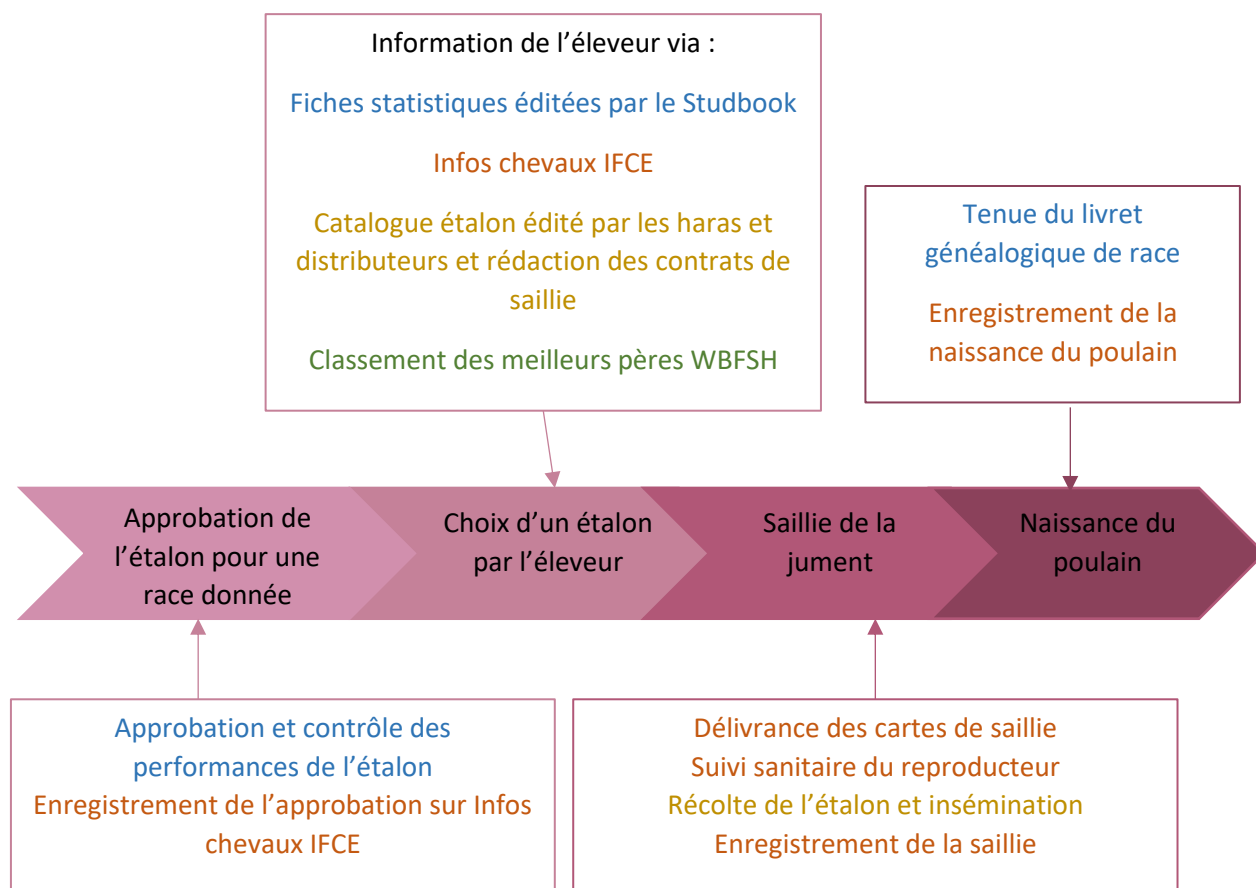 Information de l’éleveur via :
Fiches statistiques éditées par le Studbook
Infos chevaux IFCE
Catalogue étalon édité par les haras et
distributeurs et rédaction des contrats de
saillie
Classement des meilleurs pères WBFSH
Tenue du livret
généalogique de race
Enregistrement de la
naissance du poulain
Approbation de
l’étalon pour une
race donnée
Choix d’un étalon
par l’éleveur
Saillie de la
jument
Naissance du
poulain
Approbation et contrôle des
performances de l’étalon
Enregistrement de l’approbation sur Infos
chevaux IFCE
Délivrance des cartes de saillie
Suivi sanitaire du reproducteur
Récolte de l’étalon et insémination
Enregistrement de la saillie